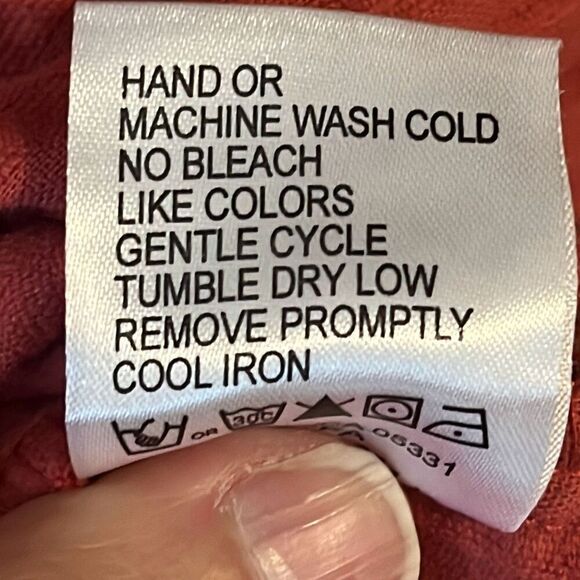 HAND OR
MACHINE WASH COLD
NO BLEACH
LIKE COLORS
GENTLE CYCLE
TUMBLE DRY LOW
REMOVE PROMPTLY
COOL IRON
OR 30C
05331